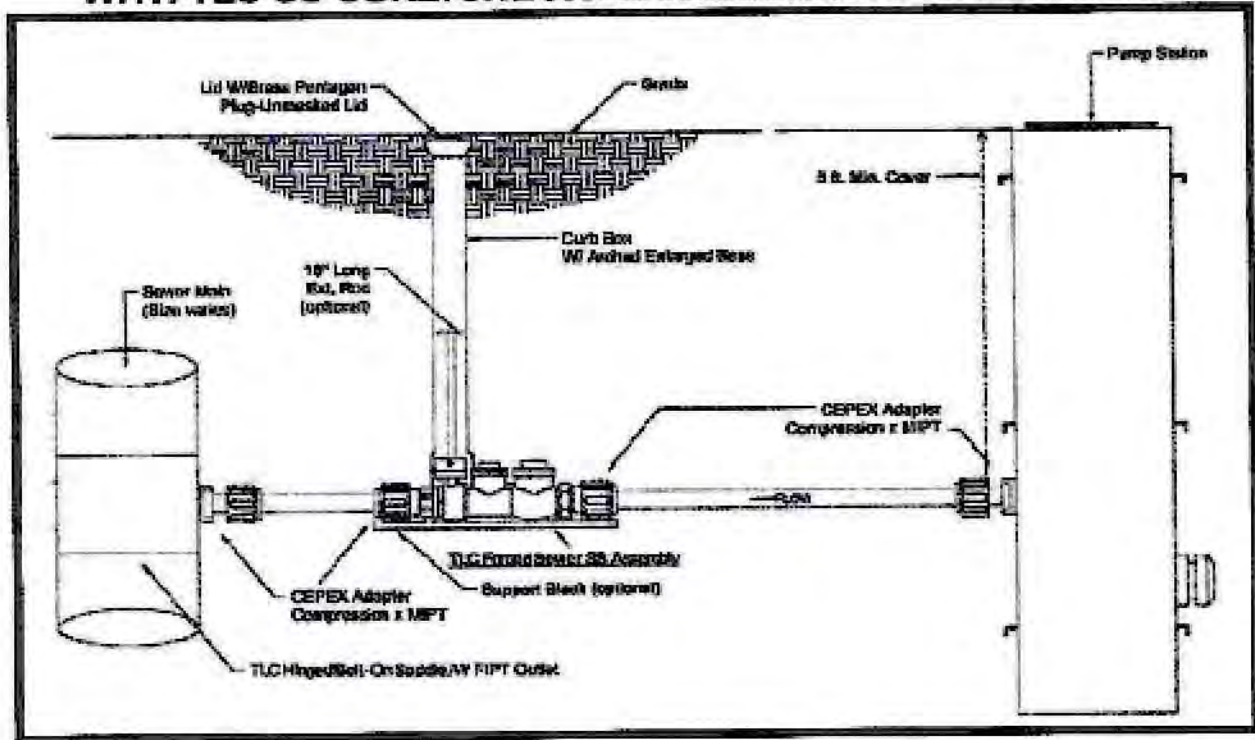 Pump Station
Lid W/Brass Pentagon
Plug-Unmasked Lid
Grade
5 ft. Min. Cover
Curb Box
W/ Arched Enlarged Base
18" Long
Ext. Rod
(optional)
Sewer Main
(Size varies)
CEPEX Adapter
Compression x MIPT
Flow
TLC Forced Sewer SS Assembly
Support Block (optional)
CEPEX Adapter
Compression x MIPT
TLC Hinged/Bolt-On Saddle/W FIPT Outlet